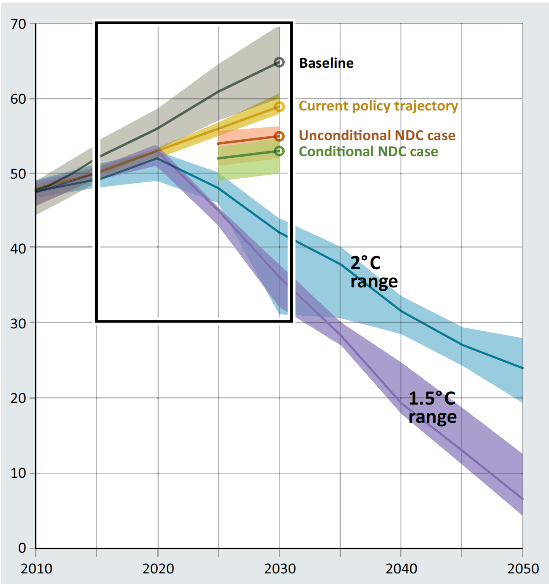 70
60
50
40
30
20
10
0
Baseline
Current policy trajectory
Unconditional NDC case
Conditional NDC case
2°C
range
1.5°C
range
2010
2020
2030
2040
2050